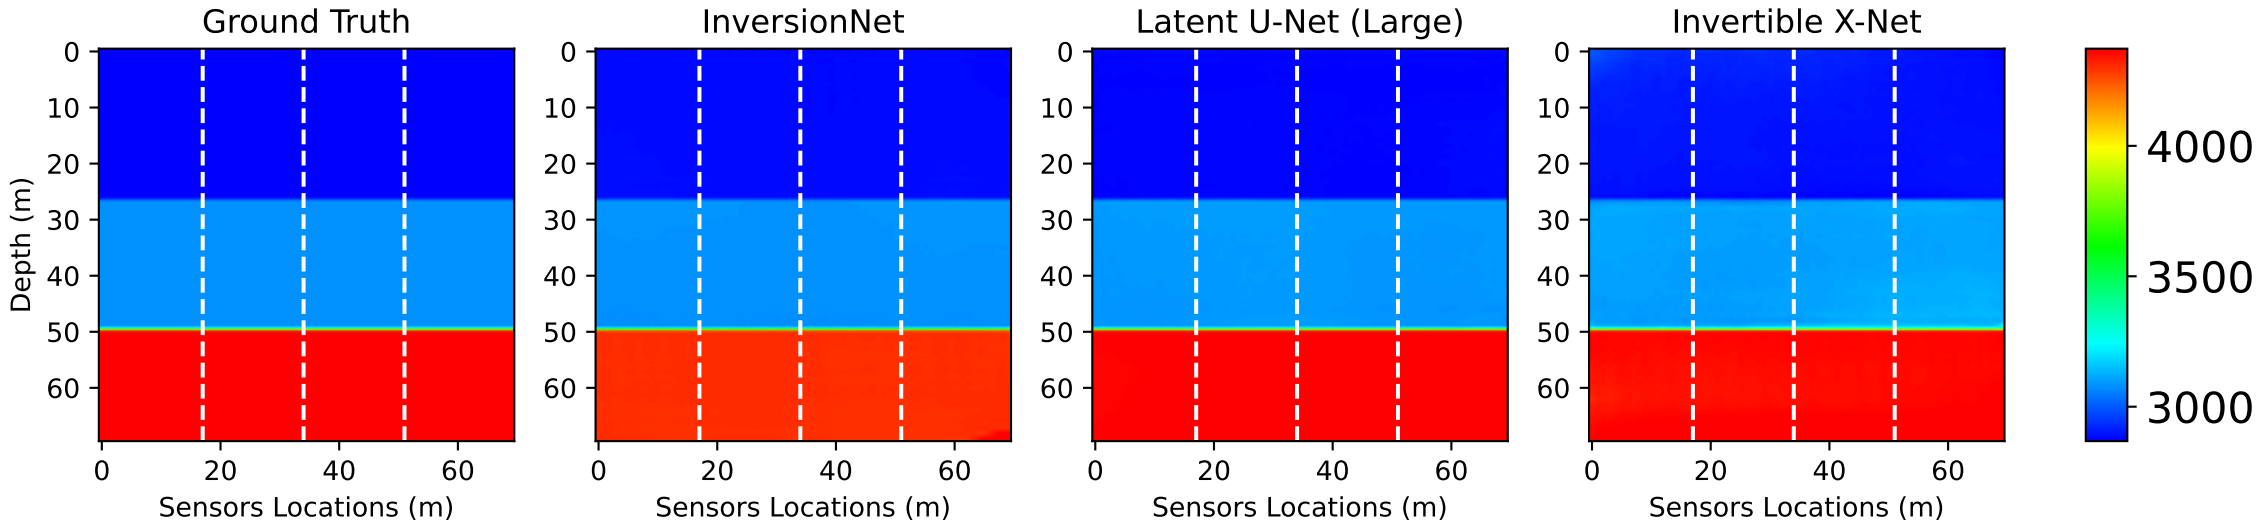 Ground Truth InversionNet Latent U-Net (Large) Invertible X-Net
0 0 0 0
10 10 10 10 4000
20 20 20 20
30 30 30 30
Depth (m)
40 40 40 40 3500
50 50 50 50
60 60 60 60 3000
0 20 40 60 0 20 40 60 0 20 40 60 0 20 40 60
Sensors Locations (m) Sensors Locations (m) Sensors Locations (m) Sensors Locations (m)